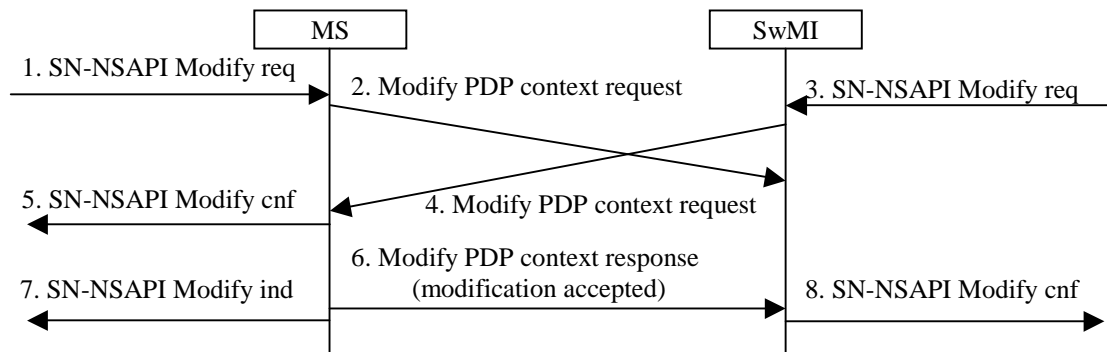 MS
SwMI
1. SN-NSAPI Modify req
2. Modify PDP context request
3. SN-NSAPI Modify req
5. SN-NSAPI Modify cnf
4. Modify PDP context request
6. Modify PDP context response
(modification accepted)
7. SN-NSAPI Modify ind
8. SN-NSAPI Modify cnf